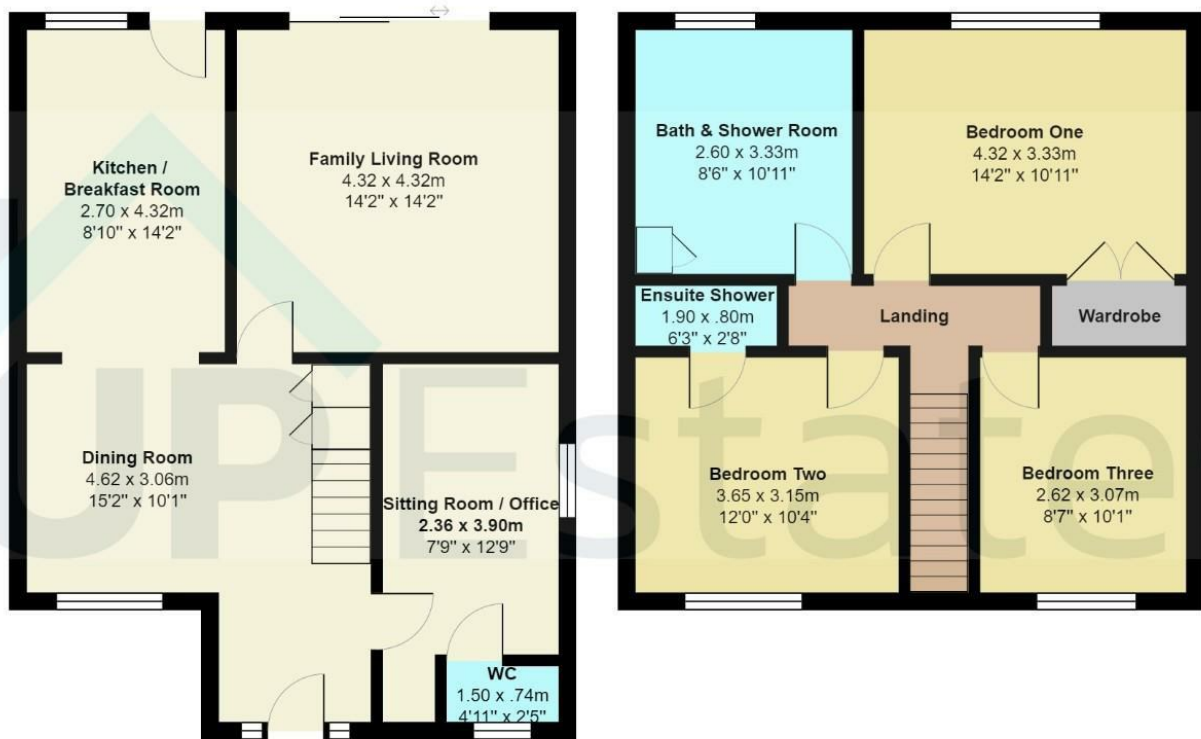 Kitchen /
Breakfast Room
2.70 x 4.32m
8'10" x 14'2"
Family Living Room
4.32 x 4.32m
14'2" x 14'2"
Dining Room
4.62 x 3.06m
15'2" x 10'1"
Sitting Room / Office
2.36 x 3.90m
7'9" x 12'9"
WC
1.50 x .74m
4'11" x 2'5"
Bath & Shower Room
2.60 x 3.33m
8'6" x 10'11"
Bedroom One
4.32 x 3.33m
14'2" x 10'11"
Ensuite Shower
1.90 x .80m
6'3" x 2'8"
Landing
Wardrobe
Bedroom Two
3.65 x 3.15m
12'0" x 10'4"
Bedroom Three
2.62 x 3.07m
8'7" x 10'1"
UPEstate